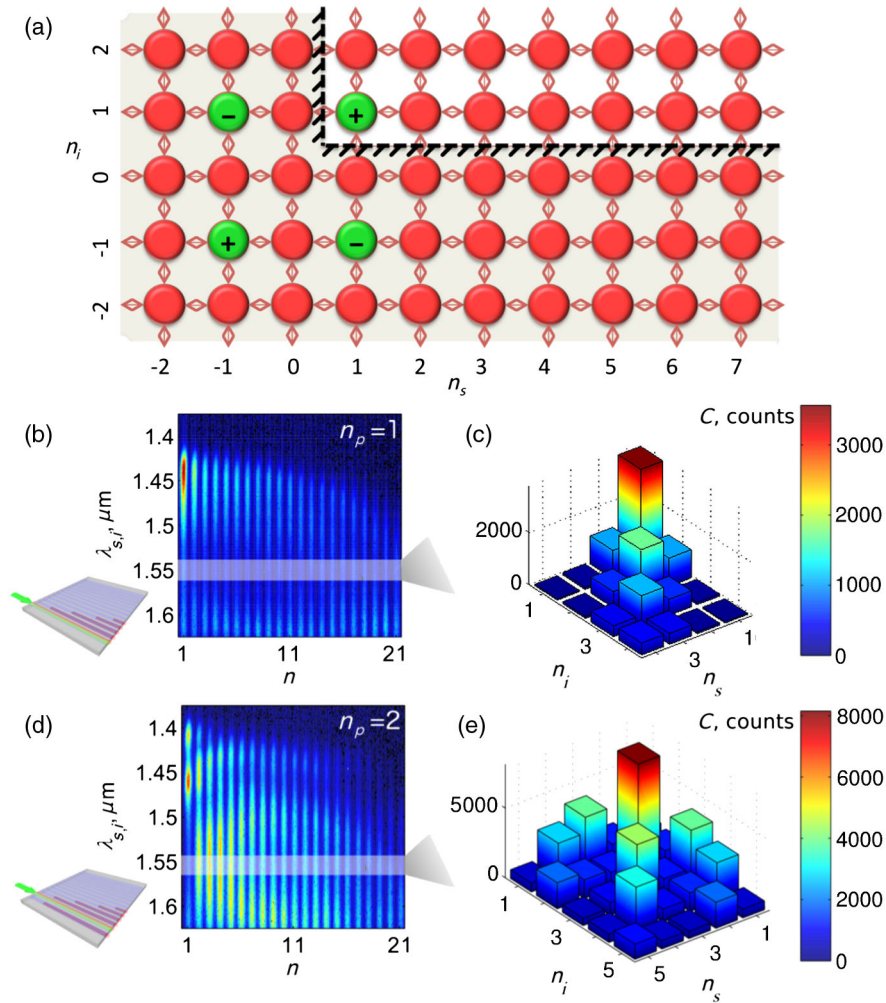 (a)
2
1
0
-1
-2
n_i
−
+
+
−
-2 -1 0 1 2 3 4 5 6 7
n_s
(b)
n_p=1
1.4
1.45
1.5
1.55
1.6
λ_{s,i}, μm
1 11 21
n
(c)
C, counts
2000
0
1
3
n_i
3
1
n_s
3000
2000
1000
0
(d)
n_p=2
1.4
1.45
1.5
1.55
1.6
λ_{s,i}, μm
1 11 21
n
(e)
C, counts
5000
0
1
3
5
n_i
5
3
1
n_s
8000
6000
4000
2000
0